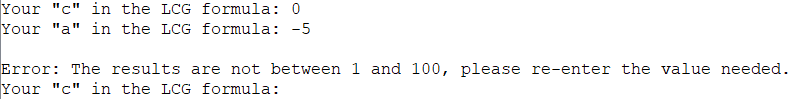 Your "c" in the LCG formula: 0
Your "a" in the LCG formula: -5
Error: The results are not between 1 and 100, please re-enter the value needed.
Your "c" in the LCG formula: